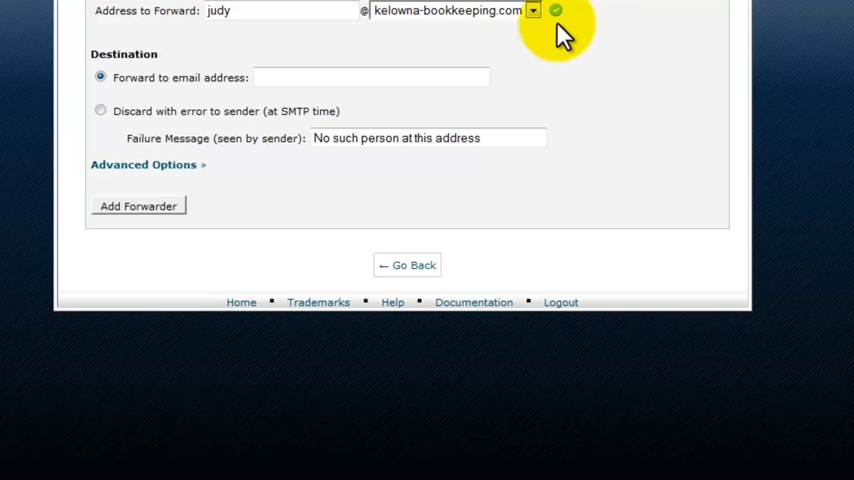 Address to Forward: judy @ kelowna-bookkeeping.com
Destination
Forward to email address:
Discard with error to sender (at SMTP time)
Failure Message (seen by sender): No such person at this address
Advanced Options »
Add Forwarder
← Go Back
Home ▪ Trademarks ▪ Help ▪ Documentation ▪ Logout